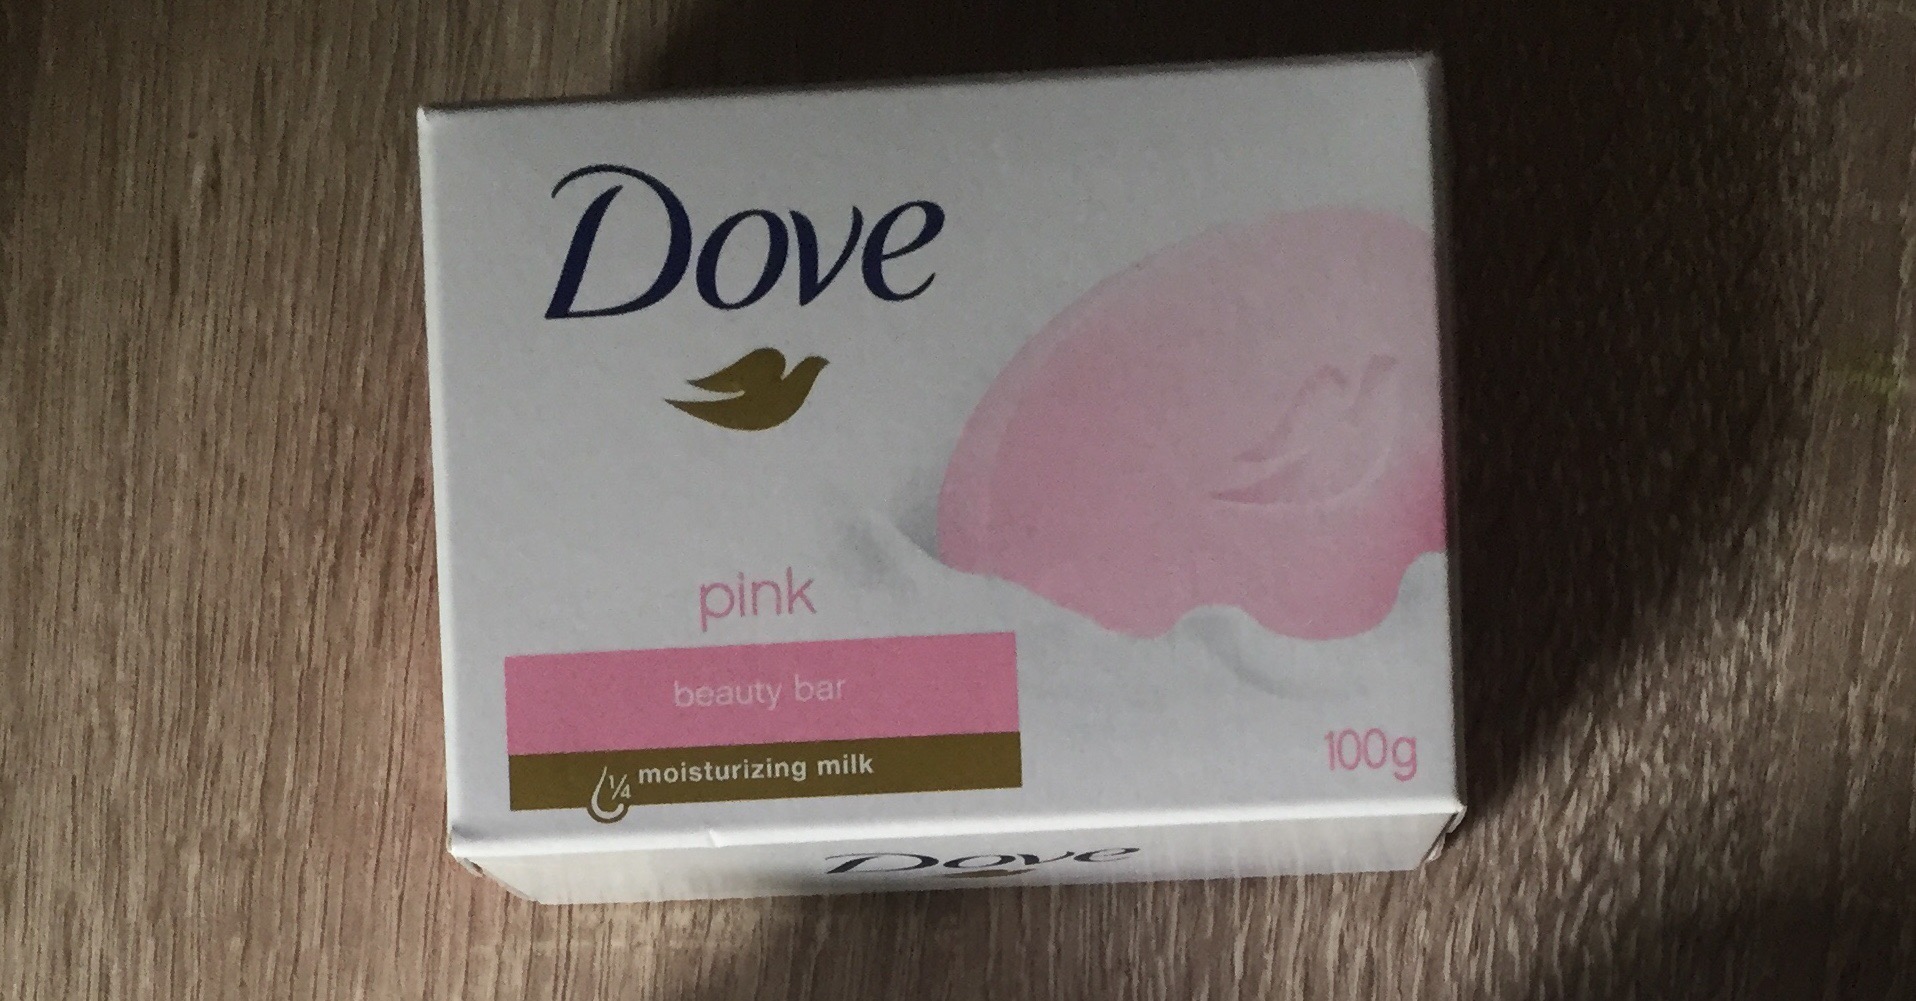 Dove
pink
beauty bar
1/4 moisturizing milk
100g
Dove